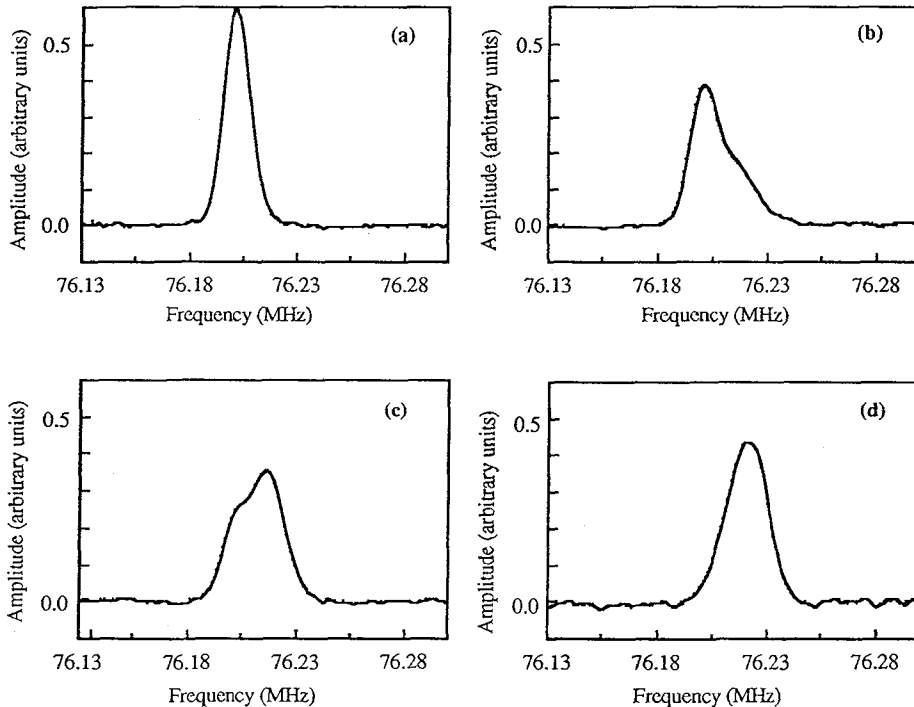 (a)
0.5
0.0
Amplitude (arbitrary units)
76.13 76.18 76.23 76.28
Frequency (MHz)
(b)
0.5
0.0
Amplitude (arbitrary units)
76.13 76.18 76.23 76.28
Frequency (MHz)
(c)
0.5
0.0
Amplitude (arbitrary units)
76.13 76.18 76.23 76.28
Frequency (MHz)
(d)
0.5
0.0
Amplitude (arbitrary units)
76.13 76.18 76.23 76.28
Frequency (MHz)